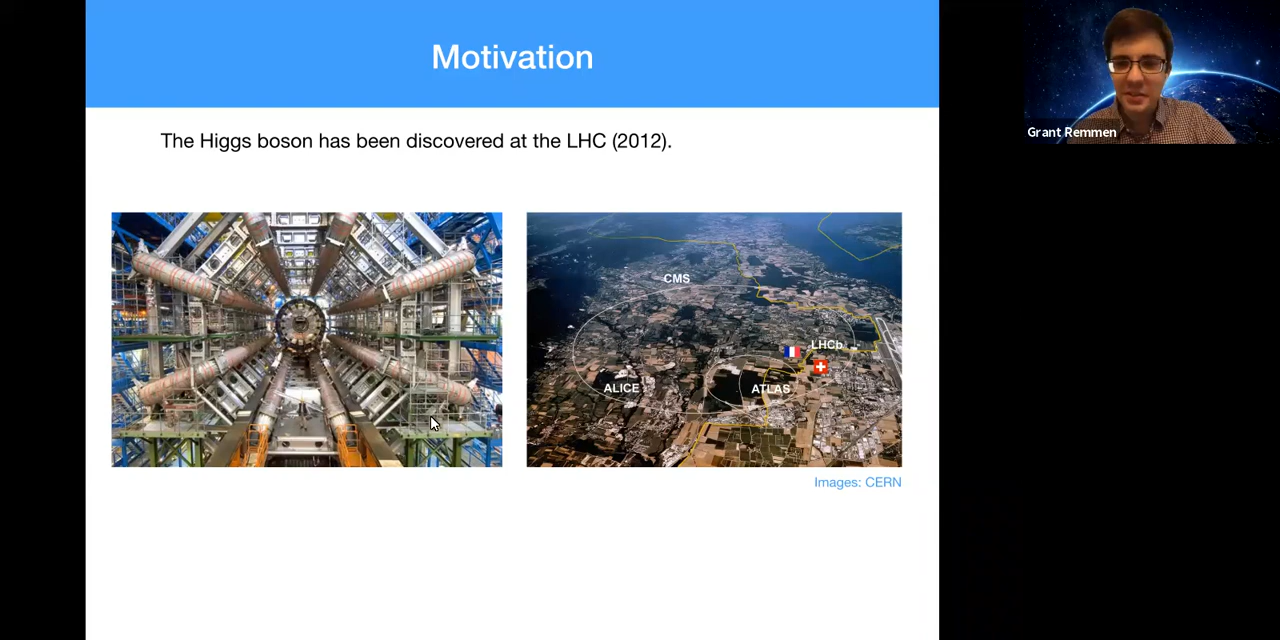 Motivation
The Higgs boson has been discovered at the LHC (2012).
CMS
LHCb
ALICE
ATLAS
Images: CERN
Grant Remmen